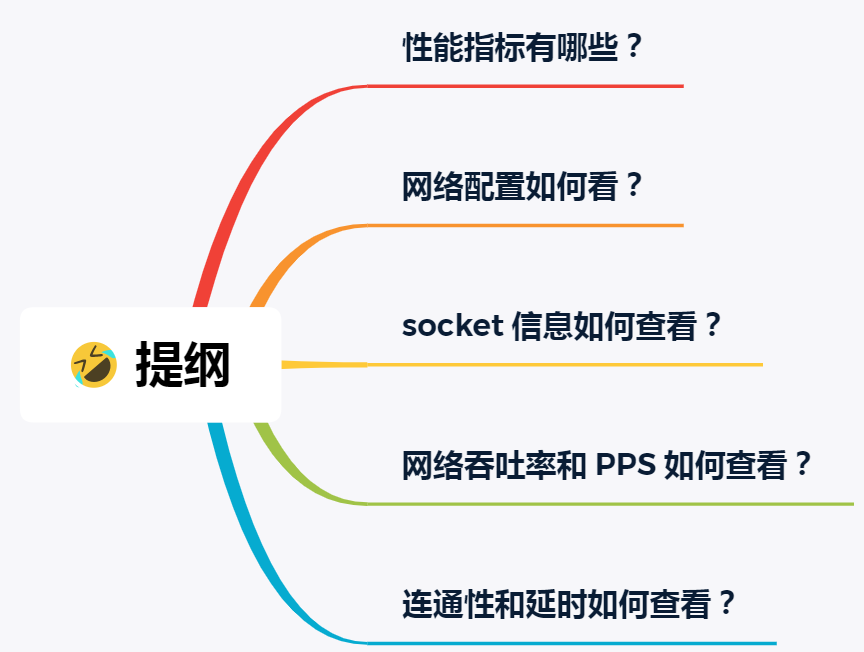 性能指标有哪些？
网络配置如何看？
🤣 提纲
socket 信息如何查看？
网络吞吐率和 PPS 如何查看？
连通性和延时如何查看？